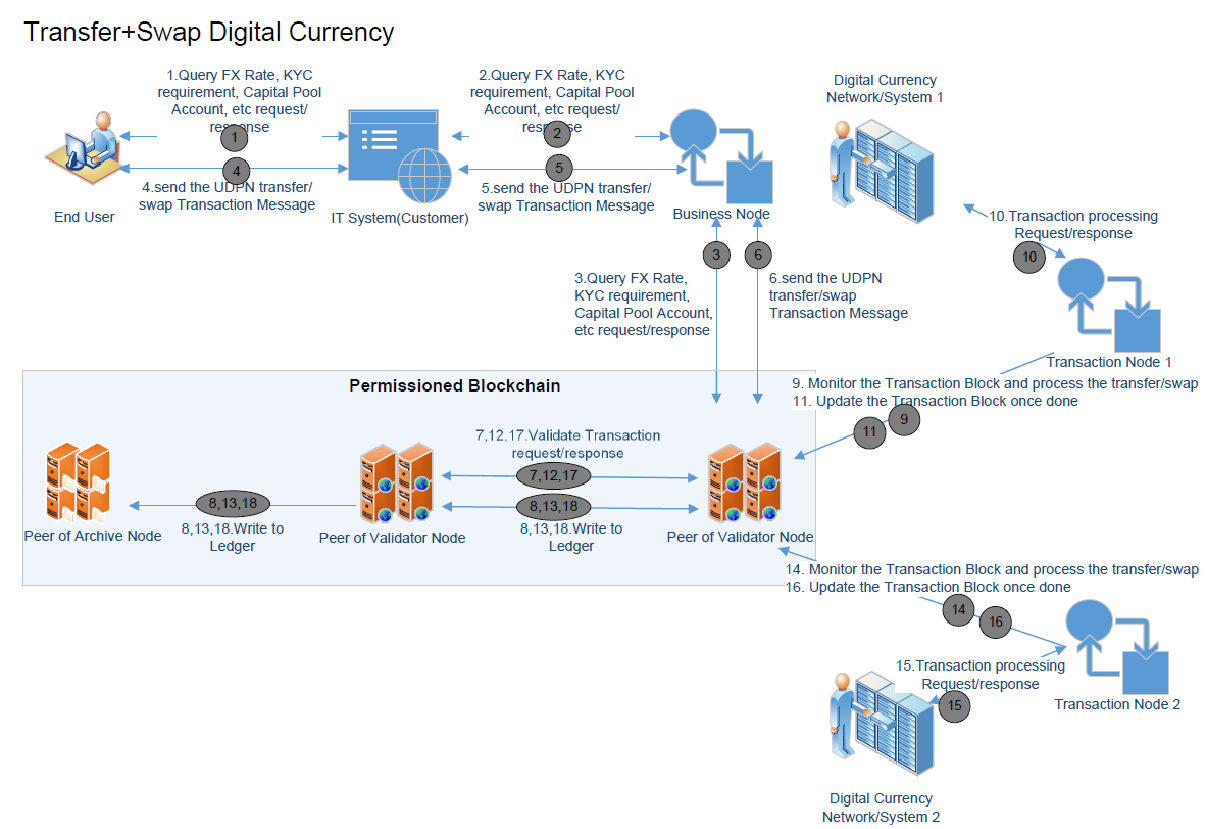 Transfer+Swap Digital Currency
1.Query FX Rate, KYC
requirement, Capital Pool
Account, etc request/
response
1
4
4.send the UDPN transfer/
swap Transaction Message
End User
IT System(Customer)
2.Query FX Rate, KYC
requirement, Capital Pool
Account, etc request/
response
2
5
5.send the UDPN transfer/
swap Transaction Message
Business Node
Digital Currency
Network/System 1
10.Transaction processing
Request/response
10
Transaction Node 1
3
6
3.Query FX Rate,
KYC requirement,
Capital Pool Account,
etc request/response
6.send the UDPN
transfer/swap
Transaction Message
9. Monitor the Transaction Block and process the transfer/swap
11. Update the Transaction Block once done
9
11
Permissioned Blockchain
7,12,17.Validate Transaction
request/response
7,12,17
8,13,18
8,13,18.Write to
Ledger
8,13,18
8,13,18.Write to
Ledger
Peer of Archive Node
Peer of Validator Node
Peer of Validator Node
14. Monitor the Transaction Block and process the transfer/swap
16. Update the Transaction Block once done
14
16
15.Transaction processing
Request/response
15
Transaction Node 2
Digital Currency
Network/System 2